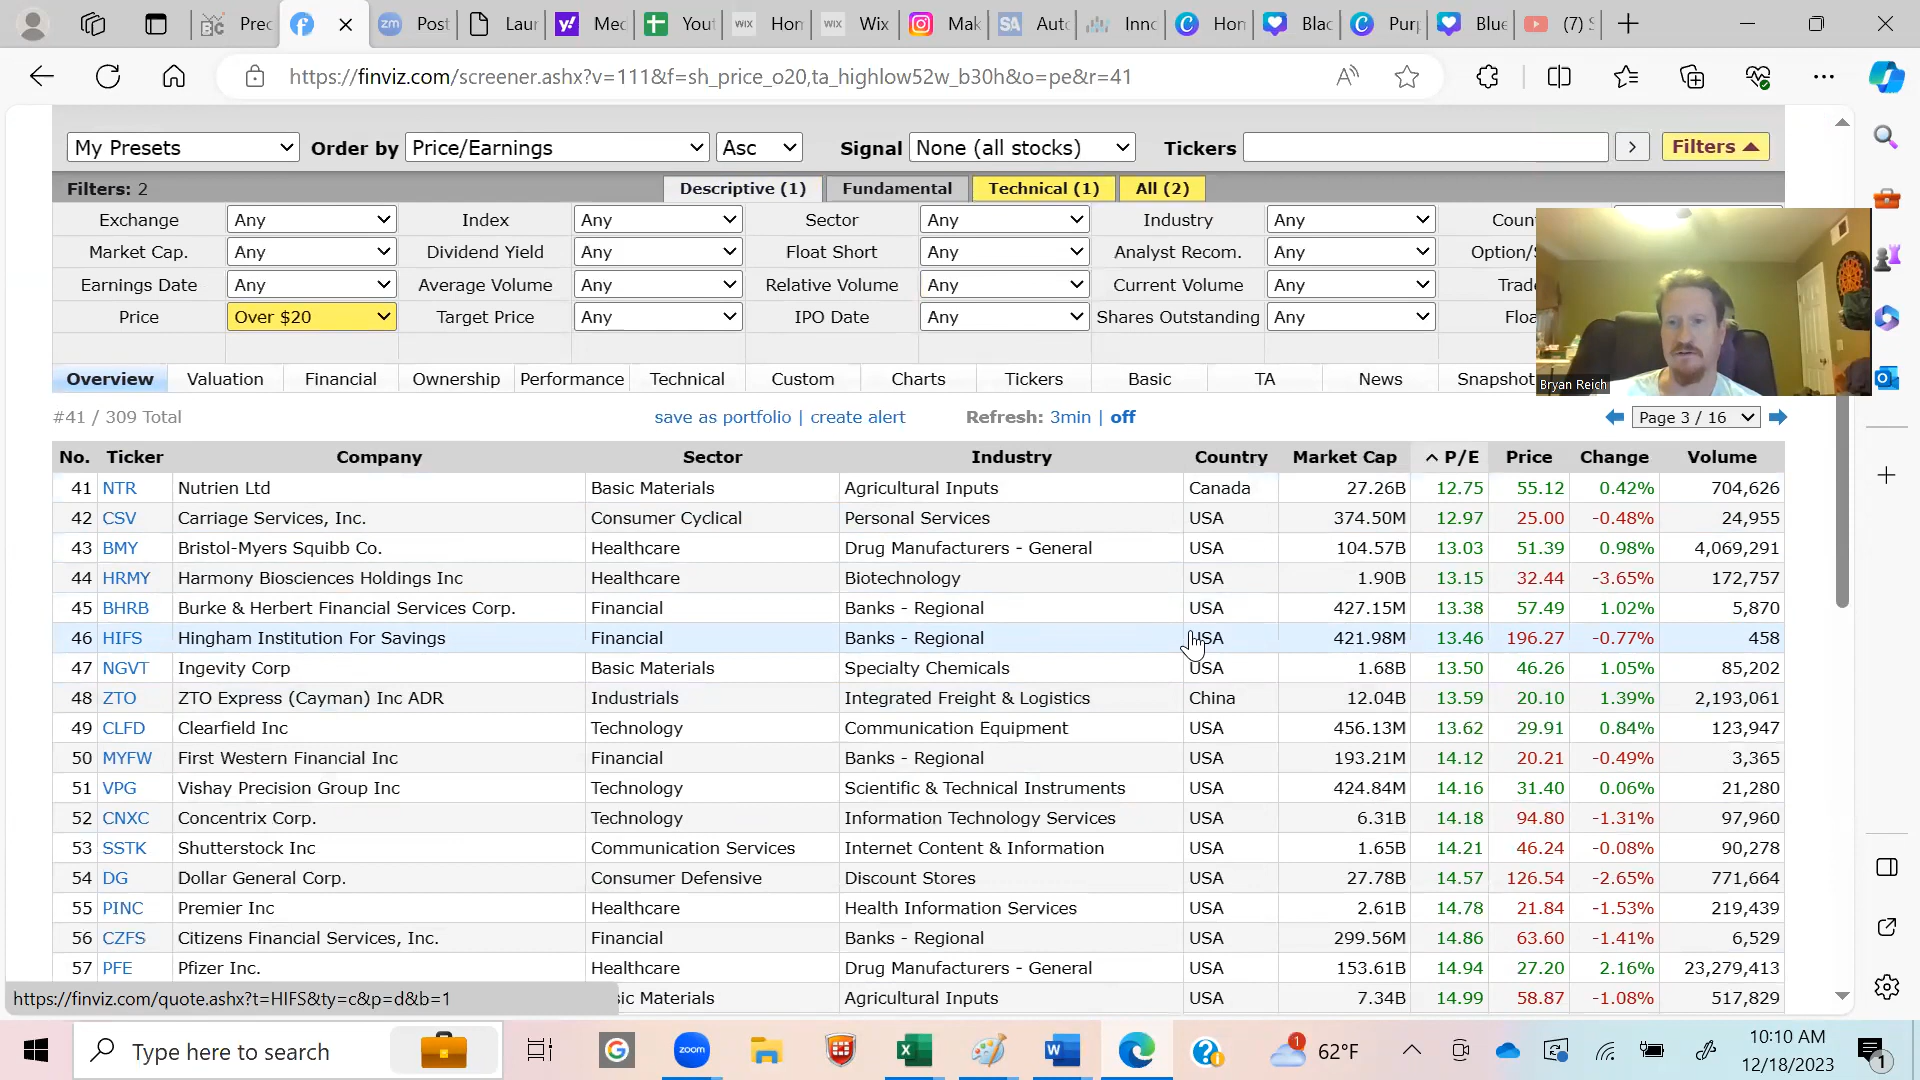 Prec
Post
Laur
Med
You
Hon
Wix
Mak
Auto
Inno
Hon
Blac
Pur
Blue
(7) S
https://finviz.com/screener.ashx?v=111&f=sh_price_o20,ta_highlow52w_b30h&o=pe&r=41
My Presets Order by Price/Earnings Asc Signal None (all stocks) Tickers > Filters
Filters: 2 Descriptive (1) Fundamental Technical (1) All (2)
Exchange Any Index Any Sector Any Industry Any
Market Cap. Any Dividend Yield Any Float Short Any Analyst Recom. Any Option/
Earnings Date Any Average Volume Any Relative Volume Any Current Volume Any
Price Over $20 Target Price Any IPO Date Any Shares Outstanding Any
Bryan Reich
Overview Valuation Financial Ownership Performance Technical Custom Charts Tickers Basic TA News Snapshot
#41 / 309 Total save as portfolio | create alert Refresh: 3min | off Page 3 / 16
No. Ticker Company Sector Industry Country Market Cap P/E Price Change Volume
41 NTR Nutrien Ltd Basic Materials Agricultural Inputs Canada 27.26B 12.75 55.12 0.42% 704,626
42 CSV Carriage Services, Inc. Consumer Cyclical Personal Services USA 374.50M 12.97 25.00 -0.48% 24,955
43 BMY Bristol-Myers Squibb Co. Healthcare Drug Manufacturers - General USA 104.57B 13.03 51.39 0.98% 4,069,291
44 HRMY Harmony Biosciences Holdings Inc Healthcare Biotechnology USA 1.90B 13.15 32.44 -3.65% 172,757
45 BHRB Burke & Herbert Financial Services Corp. Financial Banks - Regional USA 427.15M 13.38 57.49 1.02% 5,870
46 HIFS Hingham Institution For Savings Financial Banks - Regional USA 421.98M 13.46 196.27 -0.77% 458
47 NGVT Ingevity Corp Basic Materials Specialty Chemicals USA 1.68B 13.50 46.26 1.05% 85,202
48 ZTO ZTO Express (Cayman) Inc ADR Industrials Integrated Freight & Logistics China 12.04B 13.59 20.10 1.39% 2,193,061
49 CLFD Clearfield Inc Technology Communication Equipment USA 456.13M 13.62 29.91 0.84% 123,947
50 MYFW First Western Financial Inc Financial Banks - Regional USA 193.21M 14.12 20.21 -0.49% 3,365
51 VPG Vishay Precision Group Inc Technology Scientific & Technical Instruments USA 424.84M 14.16 31.40 0.06% 21,280
52 CNXC Concentrix Corp. Technology Information Technology Services USA 6.31B 14.18 94.80 -1.31% 97,960
53 SSTK Shutterstock Inc Communication Services Internet Content & Information USA 1.65B 14.21 46.24 -0.08% 90,278
54 DG Dollar General Corp. Consumer Defensive Discount Stores USA 27.78B 14.57 126.54 -2.65% 771,664
55 PINC Premier Inc Healthcare Health Information Services USA 2.61B 14.78 21.84 -1.53% 219,439
56 CZFS Citizens Financial Services, Inc. Financial Banks - Regional USA 299.56M 14.86 63.60 -1.41% 6,529
57 PFE Pfizer Inc. Healthcare Drug Manufacturers - General USA 153.61B 14.94 27.20 2.16% 23,279,413
https://finviz.com/quote.ashx?t=HIFS&ty=c&p=d&b=1 sic Materials Agricultural Inputs USA 7.34B 14.99 58.87 -1.08% 517,829
Type here to search zoom 1 62°F 10:10 AM
12/18/2023 1